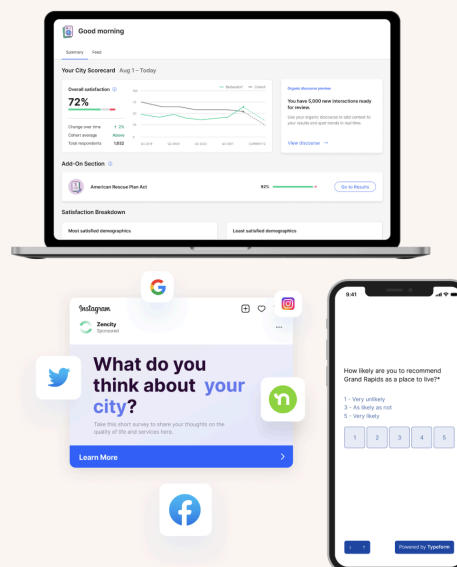 Good morning
Summary Feed
Your City Scorecard Aug 1 – Today
Overall satisfaction
72%
Change over time + 2%
Cohort average Above
Total respondents 1,032
Cohort
Organic discourse preview
You have 5,000 new interactions ready
for review.
Use your organic discourse to add context to
your results and spot trends in real time.
View discourse →
Add-On Section
American Rescue Plan Act 92% Go to Results
Satisfaction Breakdown
Most satisfied demographics Least satisfied demographics
Instagram
Zencity
Sponsored
What do you
think about your
city?
Take this short survey to share your thoughts on the
quality of life and services here.
Learn More
9:41
How likely are you to recommend
Grand Rapids as a place to live?*
1 - Very unlikely
3 - As likely as not
5 - Very likely
1 2 3 4 5
Powered by Typeform